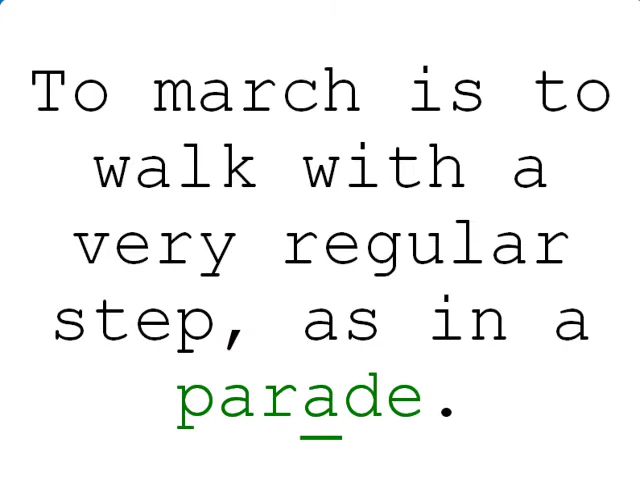 To march is to
walk with a
very regular
step, as in a
parade.